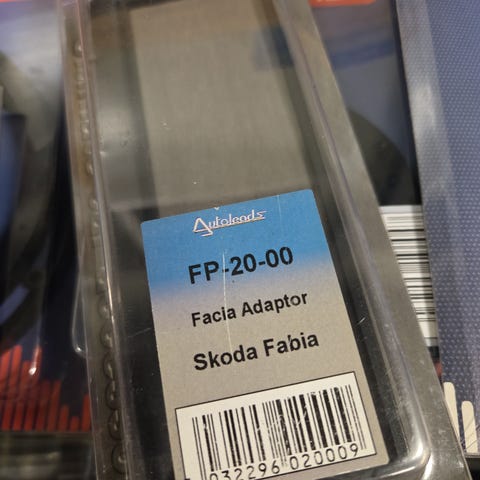 Autoleads
FP-20-00
Facia Adaptor
Skoda Fabia
032296 020009